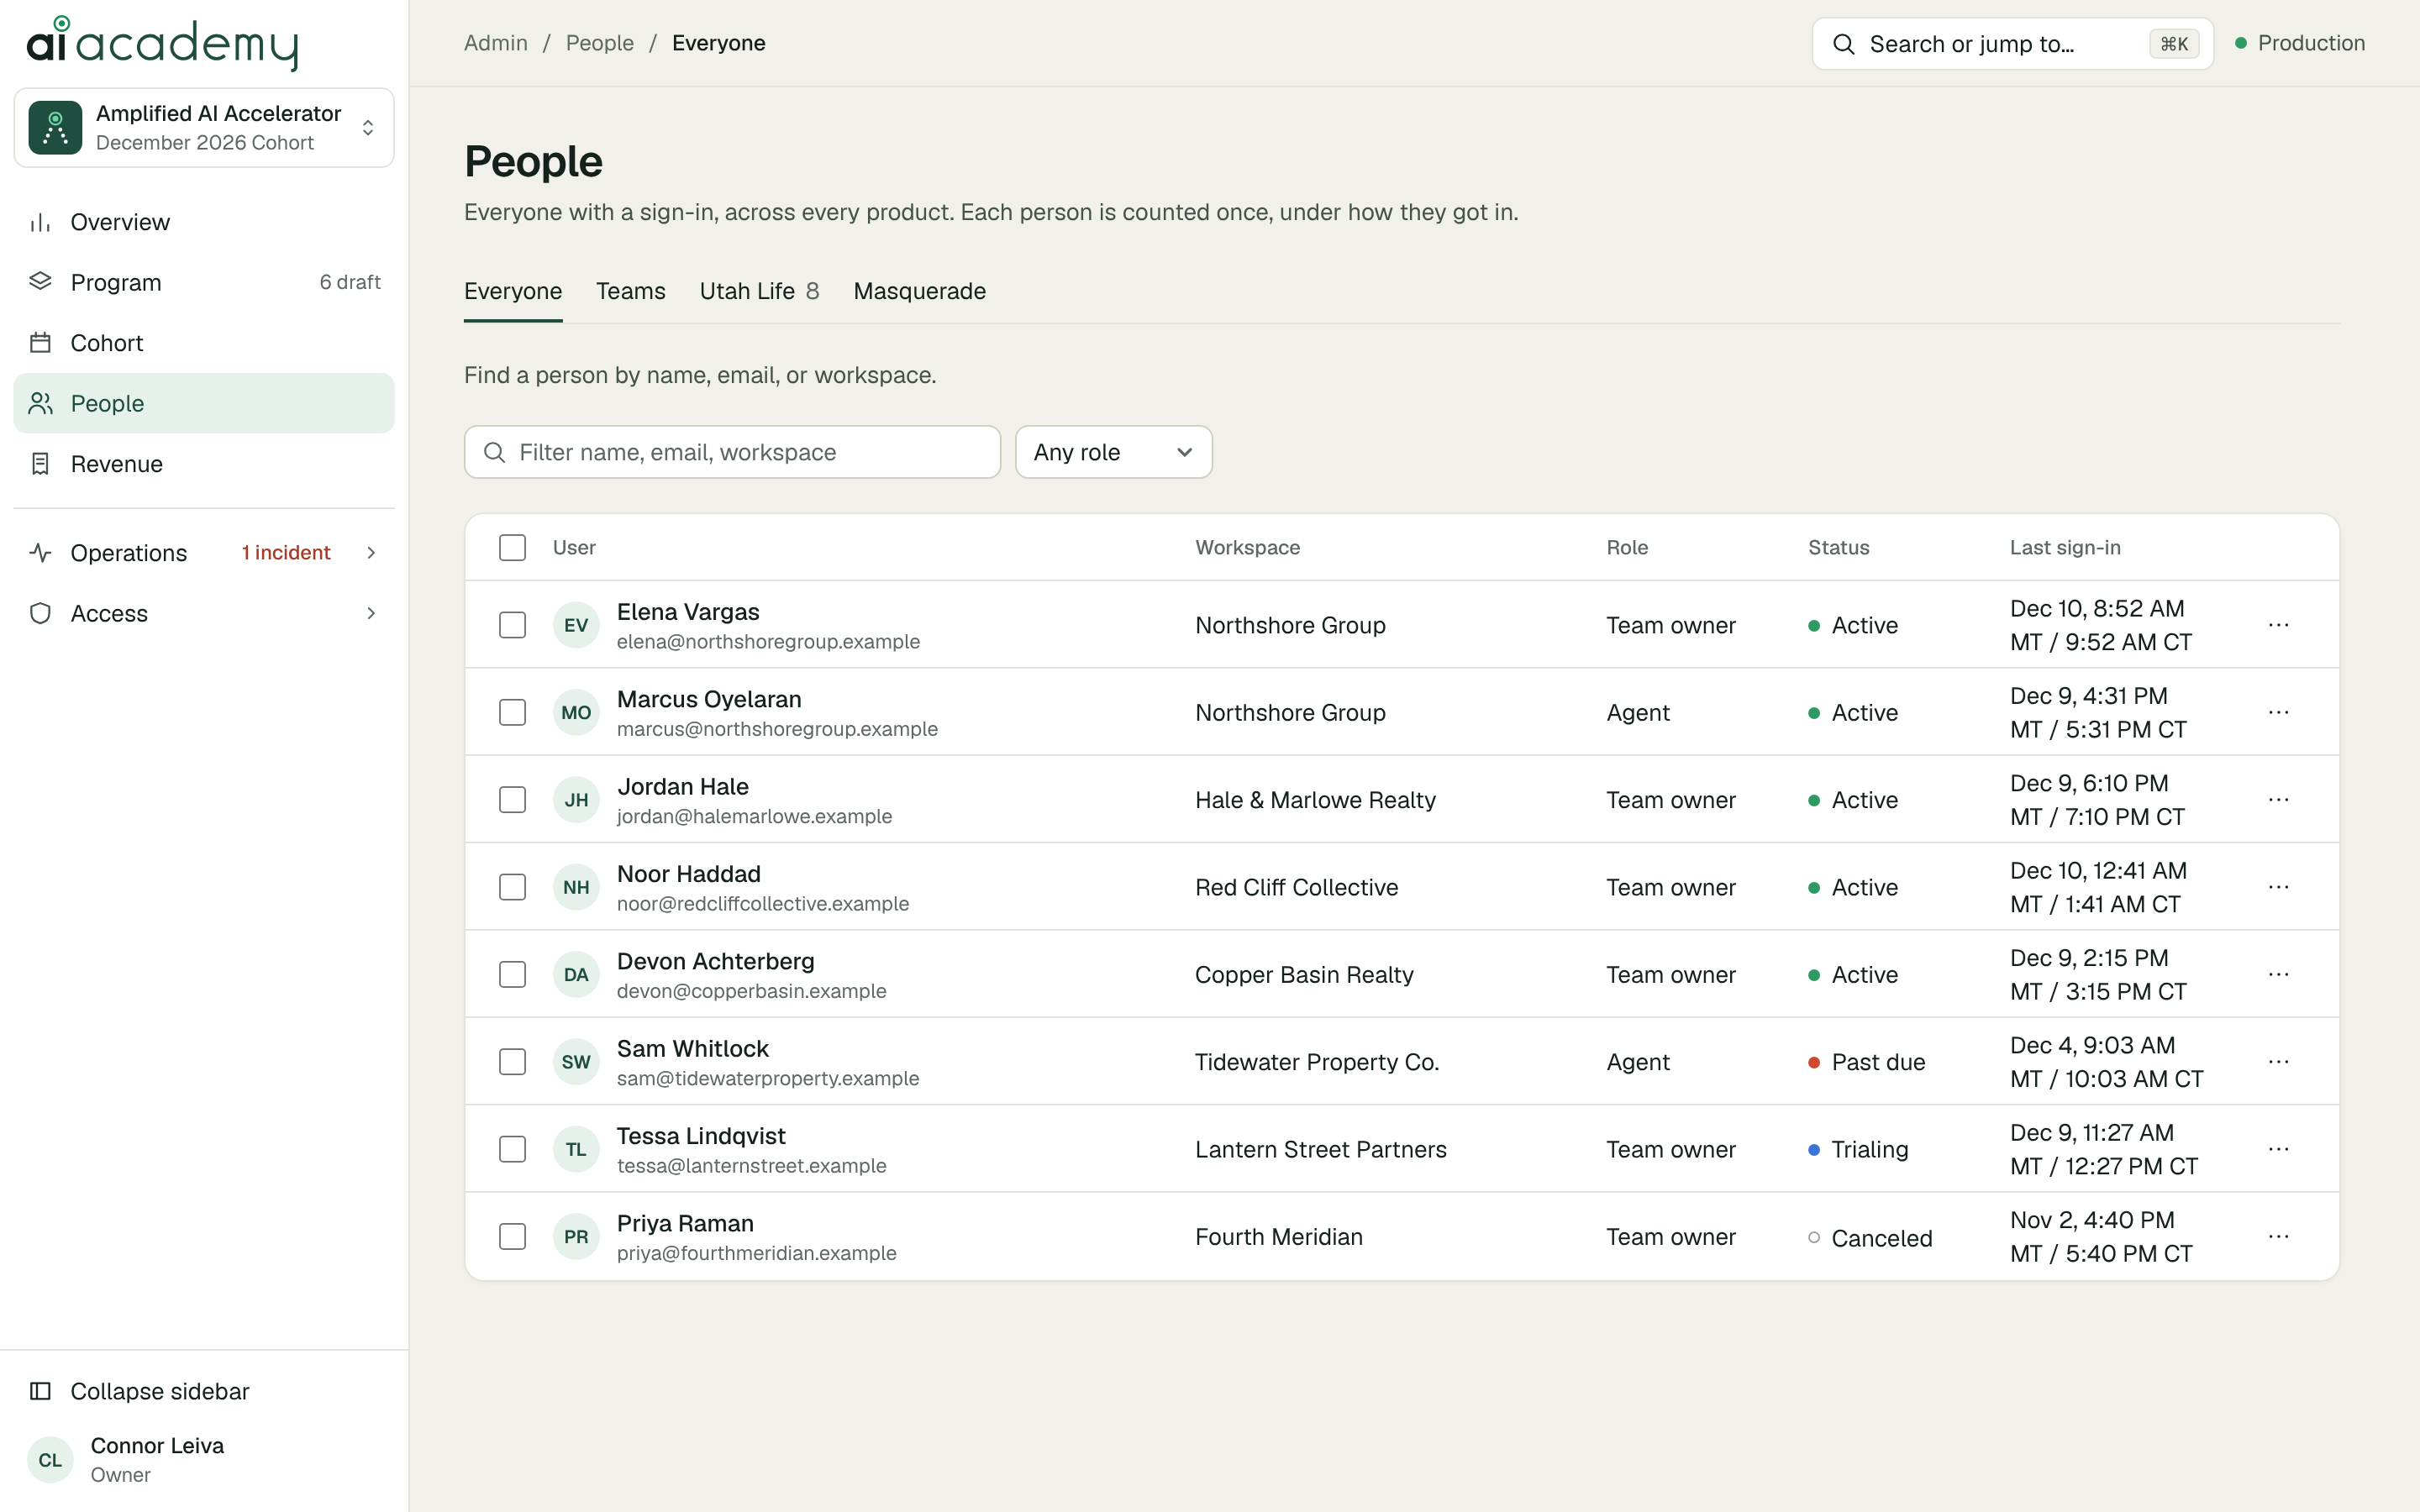 ai academy
Amplified AI Accelerator
December 2026 Cohort
Overview
Program 6 draft
Cohort
People
Revenue
Operations 1 incident
Access
Collapse sidebar
CL
Connor Leiva
Owner
Admin / People / Everyone
Search or jump to... ⌘K
Production
People
Everyone with a sign-in, across every product. Each person is counted once, under how they got in.
Everyone Teams Utah Life 8 Masquerade
Find a person by name, email, or workspace.
Filter name, email, workspace
Any role
User Workspace Role Status Last sign-in
EV Elena Vargas
elena@northshoregroup.example
Northshore Group Team owner Active
Dec 10, 8:52 AM
MT / 9:52 AM CT
MO Marcus Oyelaran
marcus@northshoregroup.example
Northshore Group Agent Active
Dec 9, 4:31 PM
MT / 5:31 PM CT
JH Jordan Hale
jordan@halemarlowe.example
Hale & Marlowe Realty Team owner Active
Dec 9, 6:10 PM
MT / 7:10 PM CT
NH Noor Haddad
noor@redcliffcollective.example
Red Cliff Collective Team owner Active
Dec 10, 12:41 AM
MT / 1:41 AM CT
DA Devon Achterberg
devon@copperbasin.example
Copper Basin Realty Team owner Active
Dec 9, 2:15 PM
MT / 3:15 PM CT
SW Sam Whitlock
sam@tidewaterproperty.example
Tidewater Property Co. Agent Past due
Dec 4, 9:03 AM
MT / 10:03 AM CT
TL Tessa Lindqvist
tessa@lanternstreet.example
Lantern Street Partners Team owner Trialing
Dec 9, 11:27 AM
MT / 12:27 PM CT
PR Priya Raman
priya@fourthmeridian.example
Fourth Meridian Team owner Canceled
Nov 2, 4:40 PM
MT / 5:40 PM CT